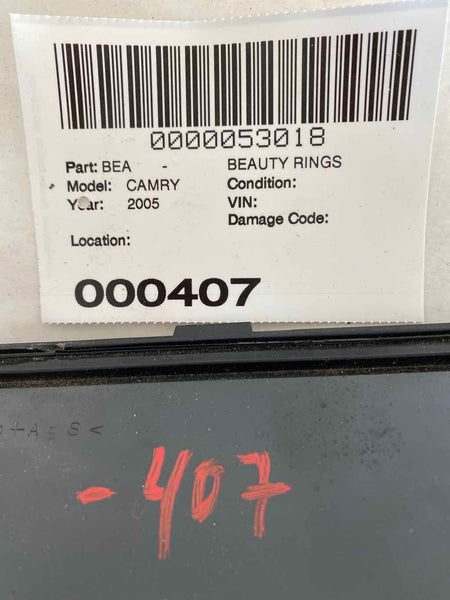 0000053018
Part: BEA - BEAUTY RINGS
Model: CAMRY Condition:
Year: 2005 VIN:
Damage Code:
Location:
000407
-407